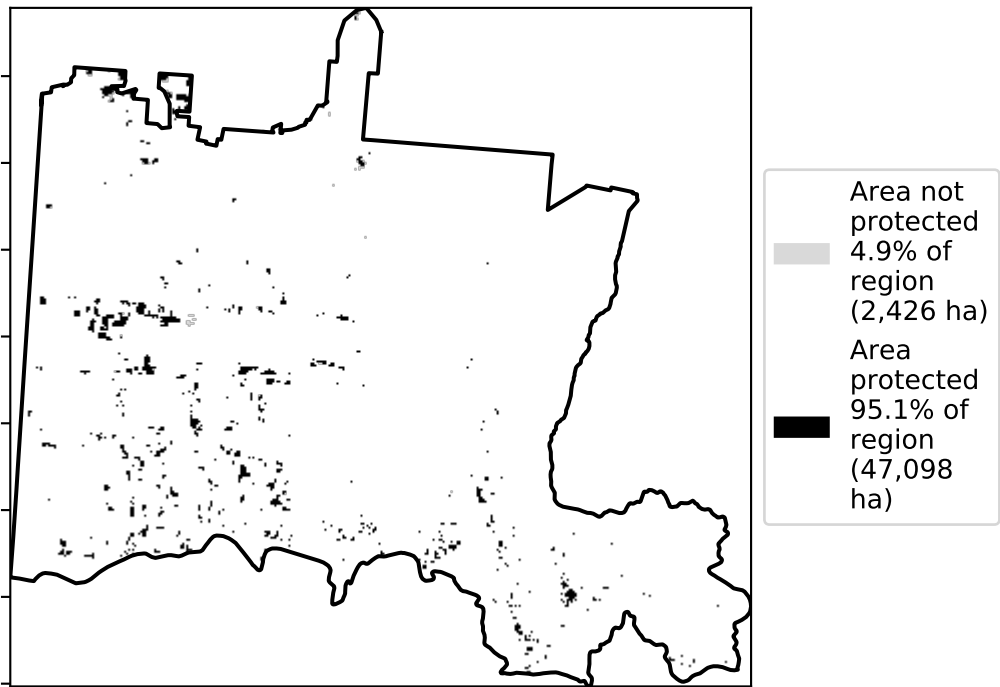 Area not
protected
4.9% of
region
(2,426 ha)
Area
protected
95.1% of
region
(47,098
ha)